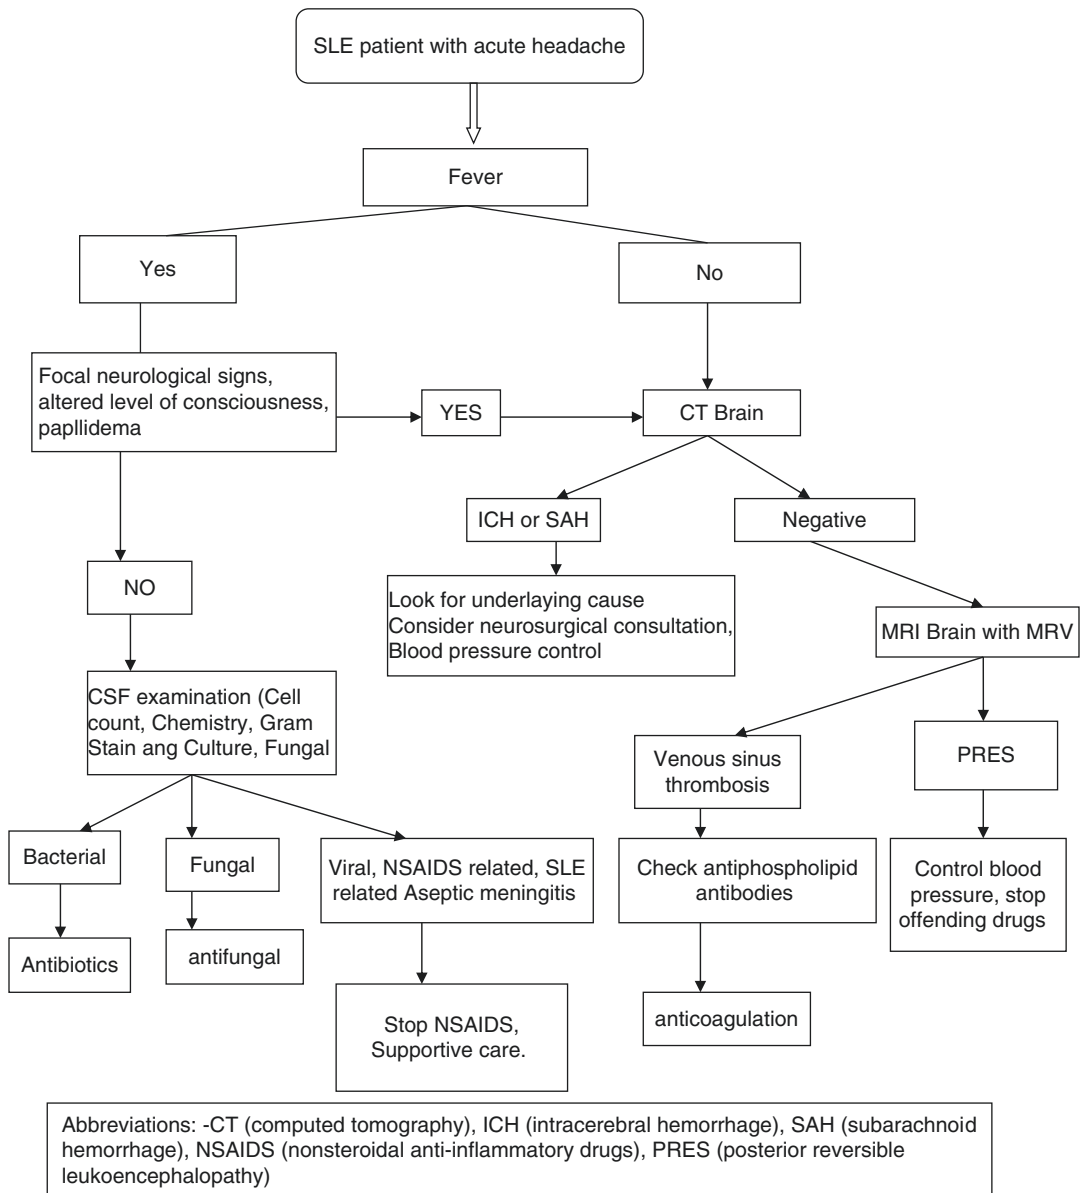 SLE patient with acute headache
Fever
Yes
No
Focal neurological signs,
altered level of consciousness,
papllidema
YES
CT Brain
ICH or SAH
Negative
NO
Look for underlaying cause
Consider neurosurgical consultation,
Blood pressure control
MRI Brain with MRV
CSF examination (Cell
count, Chemistry, Gram
Stain ang Culture, Fungal
Venous sinus
thrombosis
PRES
Bacterial
Fungal
Viral, NSAIDS related, SLE
related Aseptic meningitis
Check antiphospholipid
antibodies
Control blood
pressure, stop
offending drugs
Antibiotics
antifungal
Stop NSAIDS,
Supportive care.
anticoagulation
Abbreviations: -CT (computed tomography), ICH (intracerebral hemorrhage), SAH (subarachnoid
hemorrhage), NSAIDS (nonsteroidal anti-inflammatory drugs), PRES (posterior reversible
leukoencephalopathy)